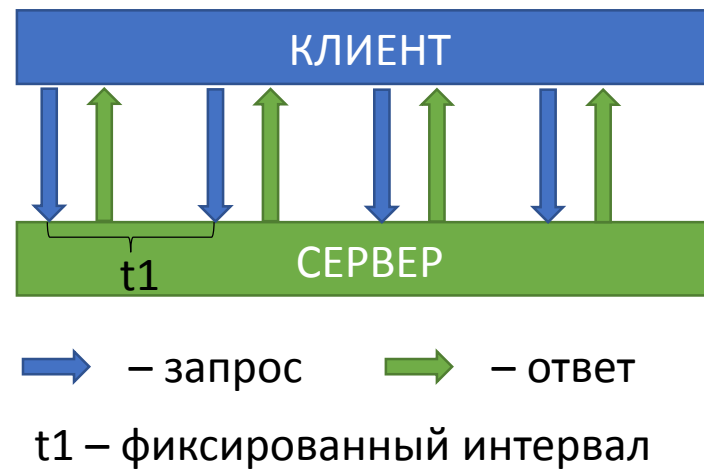 КЛИЕНТ
t1
СЕРВЕР
– запрос
– ответ
t1 – фиксированный интервал